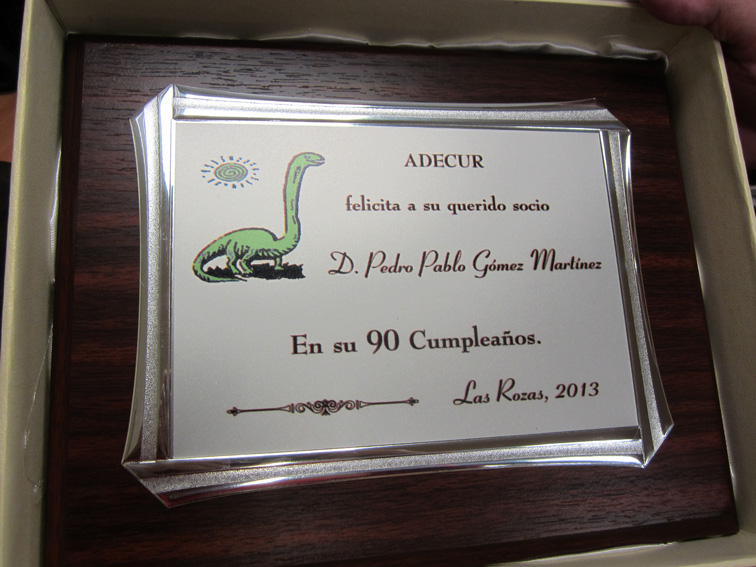 ADECUR
felicita a su querido socio
D. Pedro Pablo Gómez Martínez
En su 90 Cumpleaños.
Las Rozas, 2013